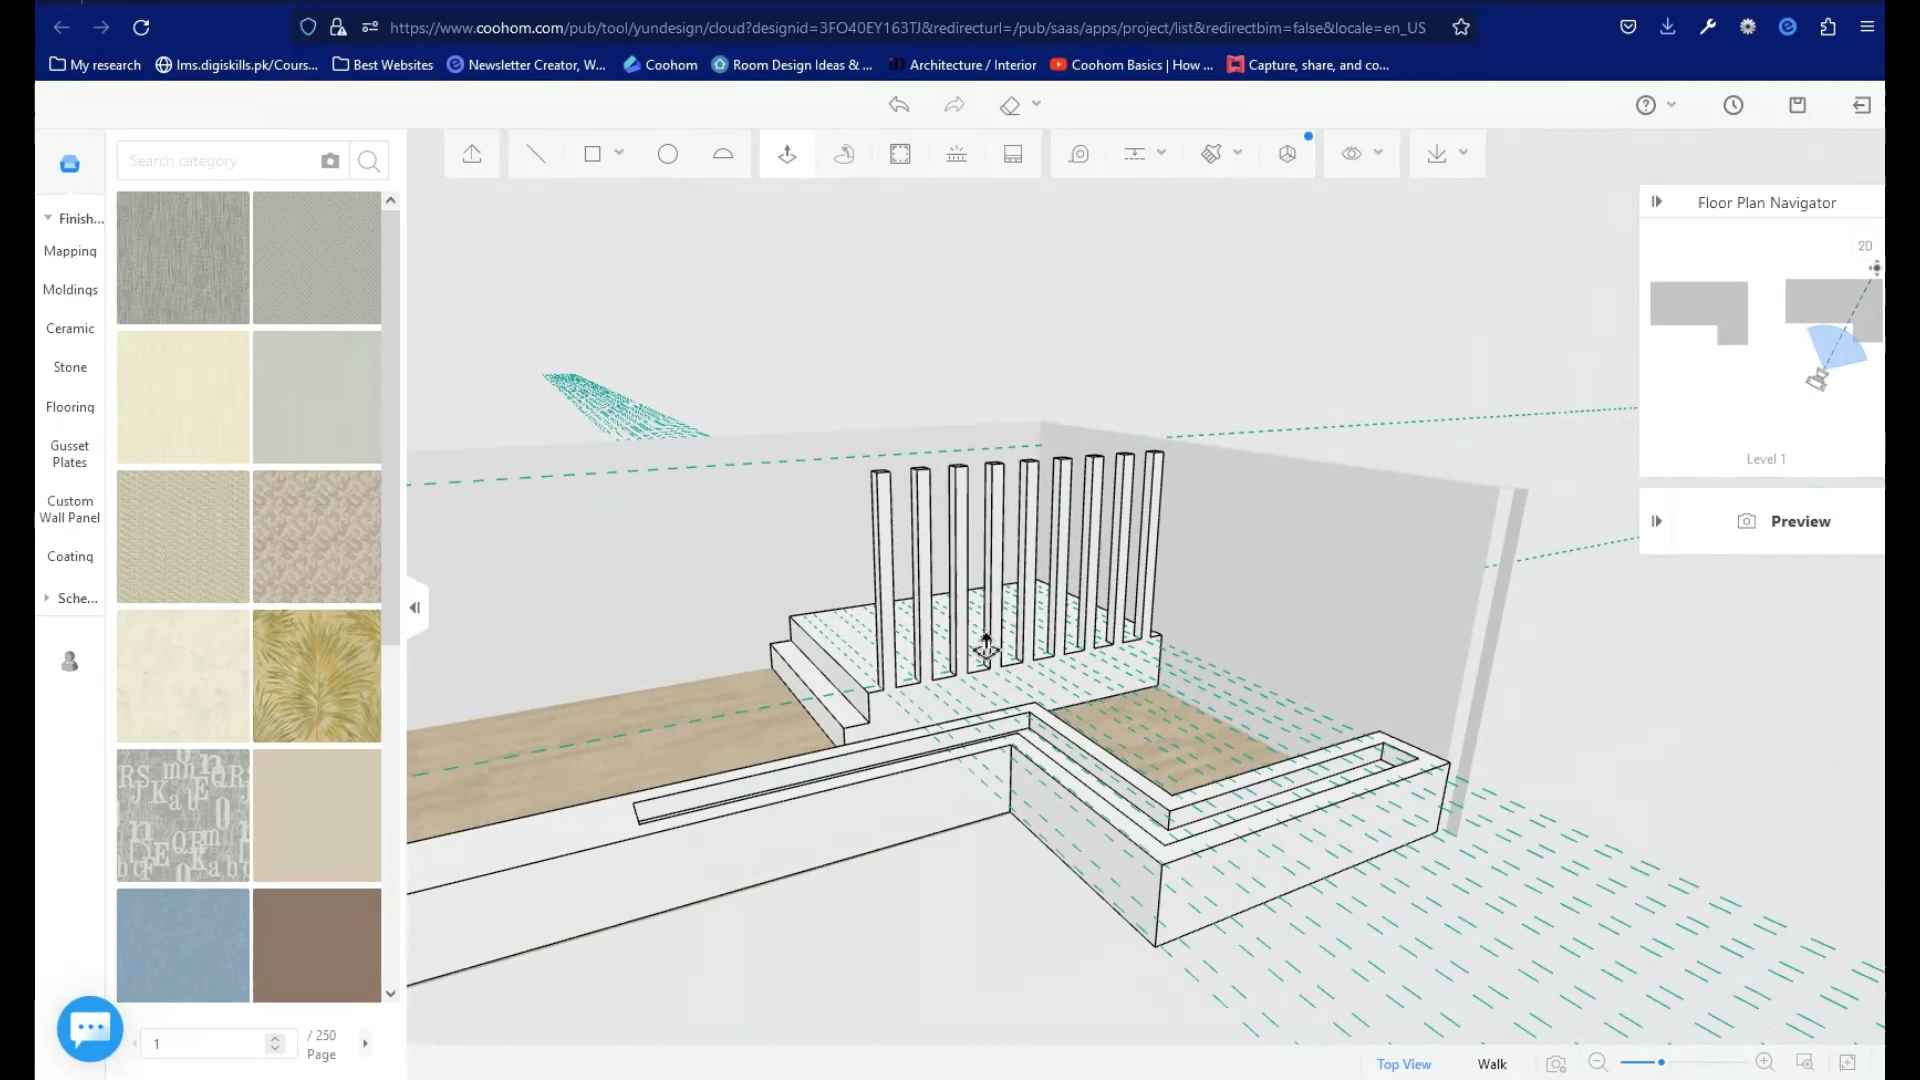 https://www.coohom.com/pub/tool/yundesign/cloud?designid=3FO40EY163TJ&redirecturl=/pub/saas/apps/project/list&redirectbim=false&locale=en_US
My research
lms.digiskills.pk/Cours...
Best Websites
Newsletter Creator, W...
Coohom
Room Design Ideas & ...
Architecture / Interior
Coohom Basics | How ...
Capture, share, and co...
Search category
Finish...
Mapping
Moldings
Ceramic
Stone
Flooring
Gusset
Plates
Custom
Wall Panel
Coating
Sche...
Floor Plan Navigator
2D
Level 1
Preview
1
/ 250
Page
Top View
Walk